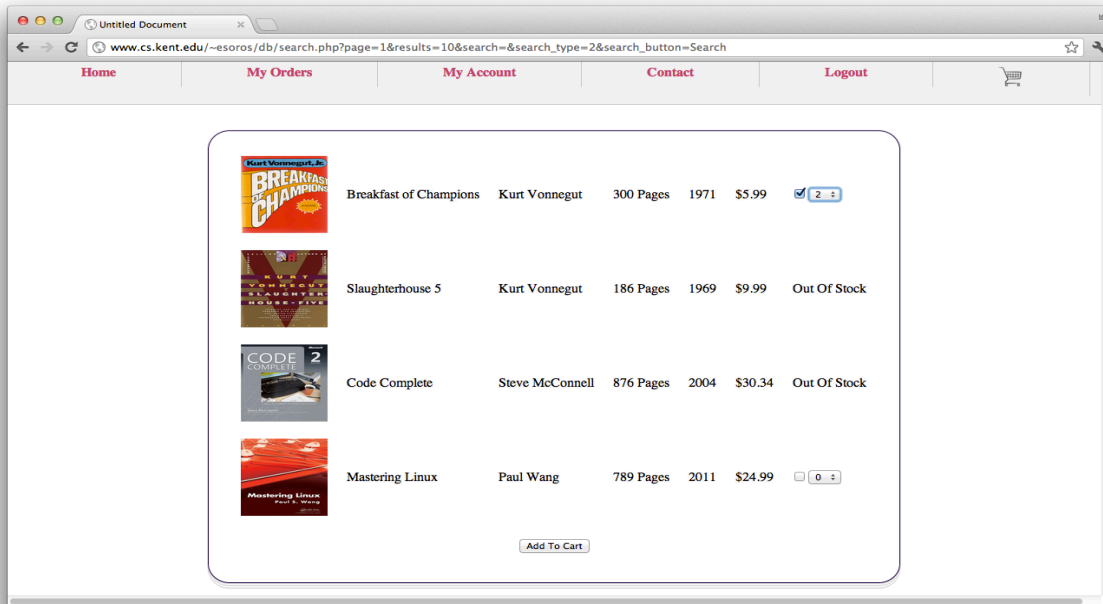 Untitled Document
www.cs.kent.edu/~esoros/db/search.php?page=1&results=10&search=&search_type=2&search_button=Search
Home My Orders My Account Contact Logout
Kurt Vonnegut, Jr.
BREAKFAST
OF
CHAMPIONS
Breakfast of Champions Kurt Vonnegut 300 Pages 1971 $5.99 2
KURT
VONNEGUT
SLAUGHTER-
HOUSE-FIVE
Slaughterhouse 5 Kurt Vonnegut 186 Pages 1969 $9.99 Out Of Stock
CODE 2
COMPLETE
Code Complete Steve McConnell 876 Pages 2004 $30.34 Out Of Stock
Mastering Linux
Paul S. Wang
Mastering Linux Paul Wang 789 Pages 2011 $24.99 0
Add To Cart